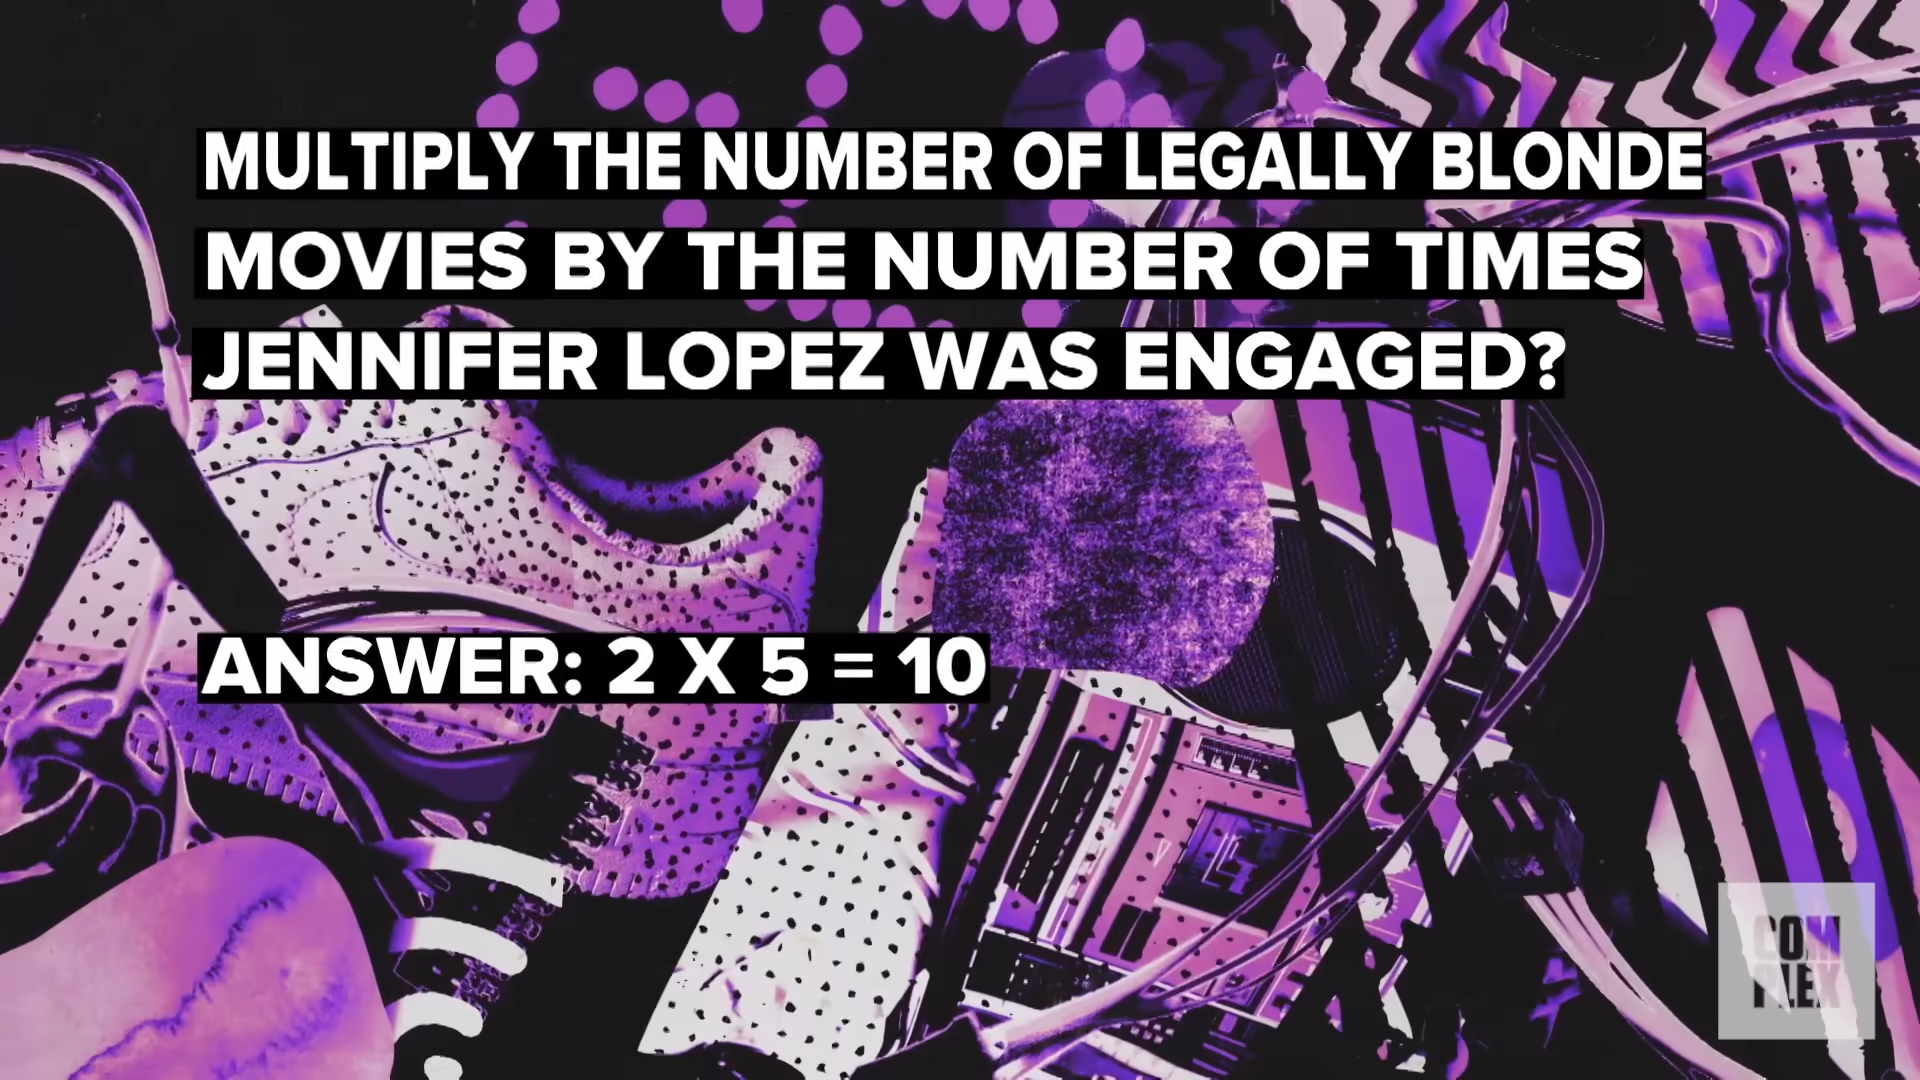 MULTIPLY THE NUMBER OF LEGALLY BLONDE
MOVIES BY THE NUMBER OF TIMES
JENNIFER LOPEZ WAS ENGAGED?
ANSWER: 2 X 5 = 10
COM
PLEX